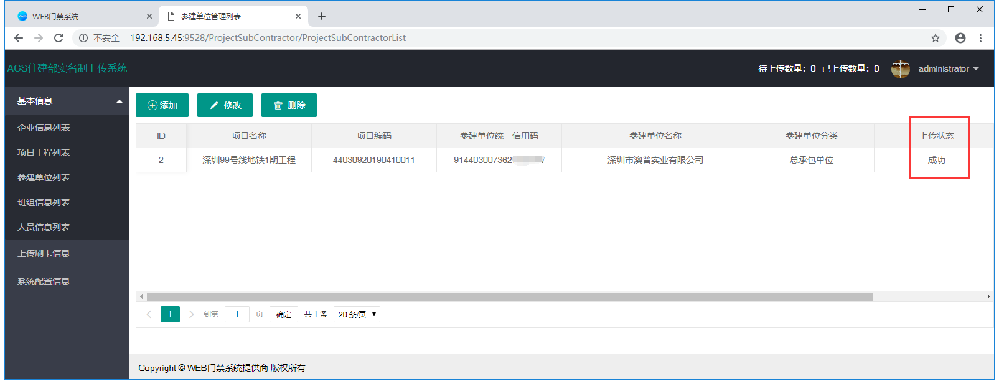 WEB门禁系统
参建单位管理列表
不安全 192.168.5.45:9528/ProjectSubContractor/ProjectSubContractorList
ACS住建部实名制上传系统
待上传数量：0 已上传数量：0 administrator
基本信息
企业信息列表
项目工程列表
参建单位列表
班组信息列表
人员信息列表
上传刷卡信息
系统配置信息
添加 修改 删除
ID 项目名称 项目编码 参建单位统一信用码 参建单位名称 参建单位分类 上传状态
2 深圳99号线地铁1期工程 44030920190410011 914403007362 深圳市澳普实业有限公司 总承包单位 成功
1 到第 1 页 确定 共 1 条 20 条/页
Copyright © WEB门禁系统提供商 版权所有